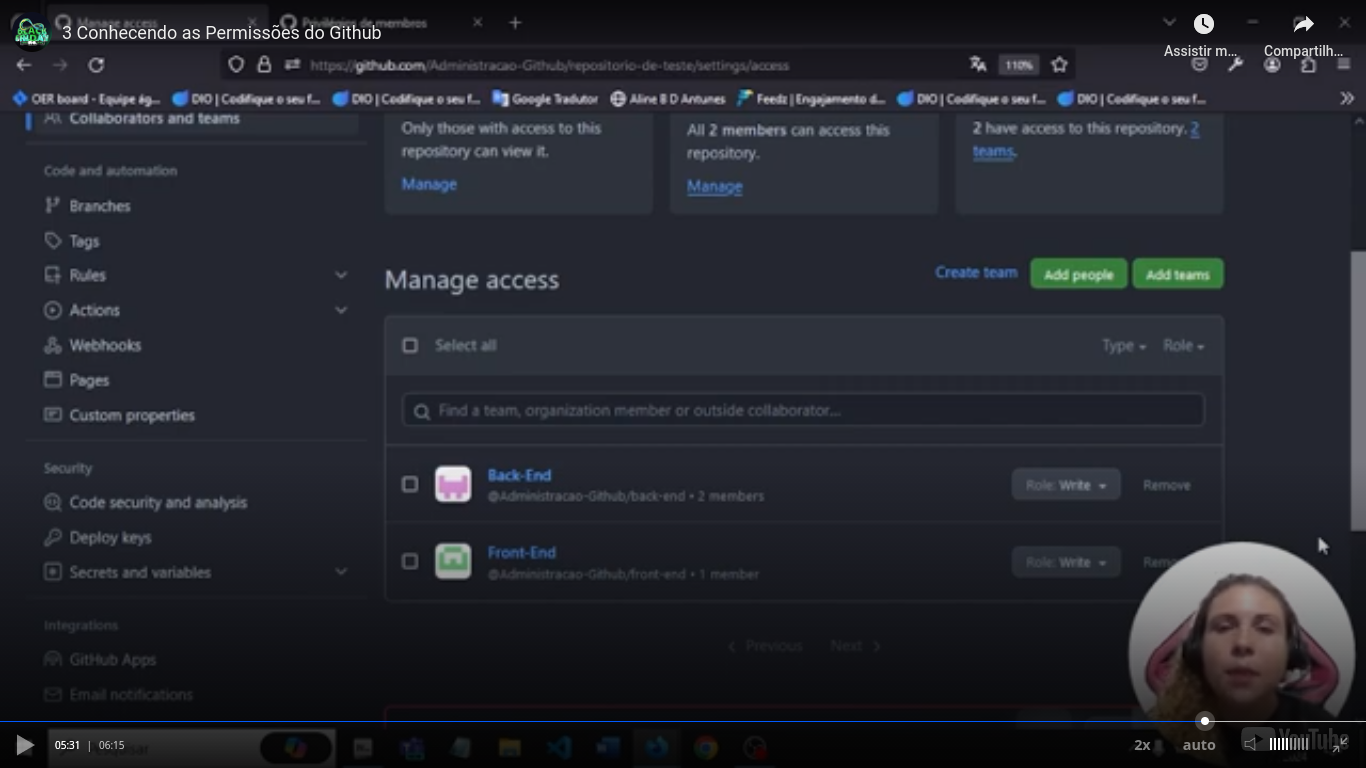 Manage access
Privilégios de membros
3 Conhecendo as Permissões do Github
Assistir m...
Compartilh...
https://github.com/Administracao-Github/repositorio-de-teste/settings/access
110%
OER board - Equipe ág...
DIO | Codifique o seu f...
DIO | Codifique o seu f...
Google Tradutor
Aline B D Antunes
Feedz | Engajamento d...
DIO | Codifique o seu f...
DIO | Codifique o seu f...
Collaborators and teams
Code and automation
Branches
Tags
Rules
Actions
Webhooks
Pages
Custom properties
Security
Code security and analysis
Deploy keys
Secrets and variables
Integrations
GitHub Apps
Email notifications
Only those with access to this
repository can view it.
Manage
All 2 members can access this
repository.
Manage
2 have access to this repository. 2
teams.
Manage access
Create team
Add people
Add teams
Select all
Type
Role
Find a team, organization member or outside collaborator...
Back-End
@Administracao-Github/back-end • 2 members
Role: Write
Remove
Front-End
@Administracao-Github/front-end • 1 member
Role: Write
Previous
Next
05:31 | 06:15
2x
auto
YouTube